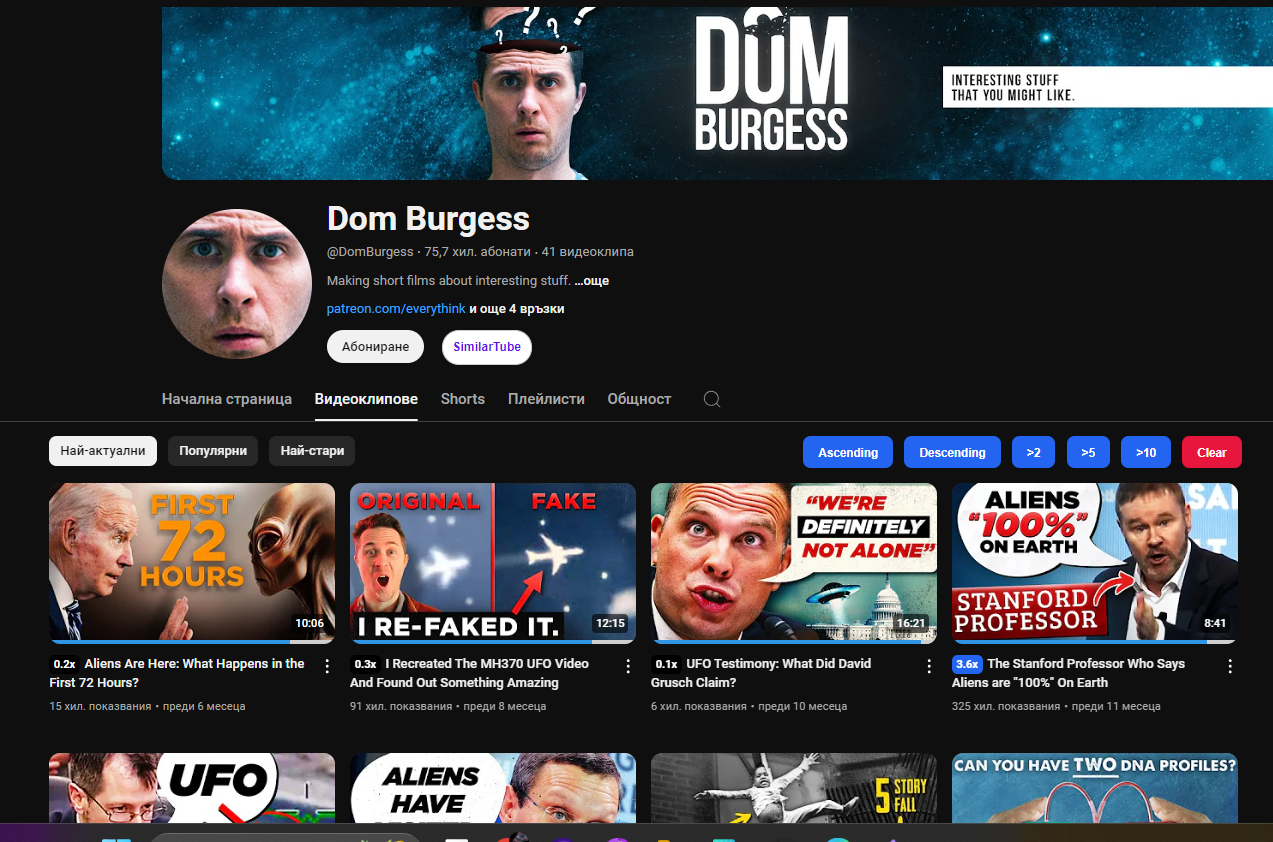 ? ? ? ?
DOM
BURGESS
INTERESTING STUFF
THAT YOU MIGHT LIKE.
Dom Burgess
@DomBurgess · 75,7 хил. абонати · 41 видеоклипа
Making short films about interesting stuff. ...още
patreon.com/everythink и още 4 връзки
Абониране SimilarTube
Начална страница Видеоклипове Shorts Плейлисти Общност
Най-актуални Популярни Най-стари Ascending Descending >2 >5 >10 Clear
FIRST
72
HOURS
10:06
ORIGINAL FAKE
I RE-FAKED IT.
12:15
"WE'RE
DEFINITELY
NOT ALONE"
16:21
ALIENS
"100%"
ON EARTH
STANFORD
PROFESSOR
8:41
0.2x Aliens Are Here: What Happens in the
First 72 Hours?
15 хил. показвания • преди 6 месеца
0.3x I Recreated The MH370 UFO Video
And Found Out Something Amazing
91 хил. показвания • преди 8 месеца
0.1x UFO Testimony: What Did David
Grusch Claim?
6 хил. показвания • преди 10 месеца
3.6x The Stanford Professor Who Says
Aliens are "100%" On Earth
325 хил. показвания • преди 11 месеца
UFO
ALIENS
HAVE
5 STORY
FALL
CAN YOU HAVE TWO DNA PROFILES?